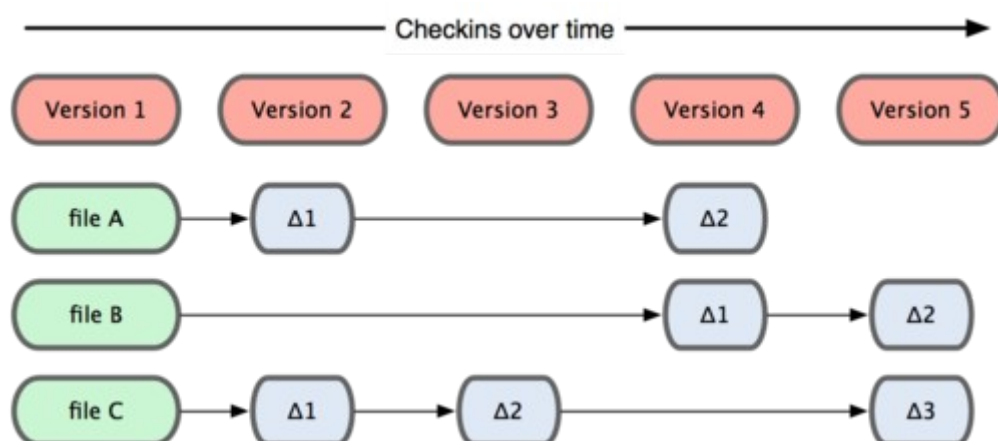 Checkins over time
Version 1 Version 2 Version 3 Version 4 Version 5
file A Δ1 Δ2
file B Δ1 Δ2
file C Δ1 Δ2 Δ3